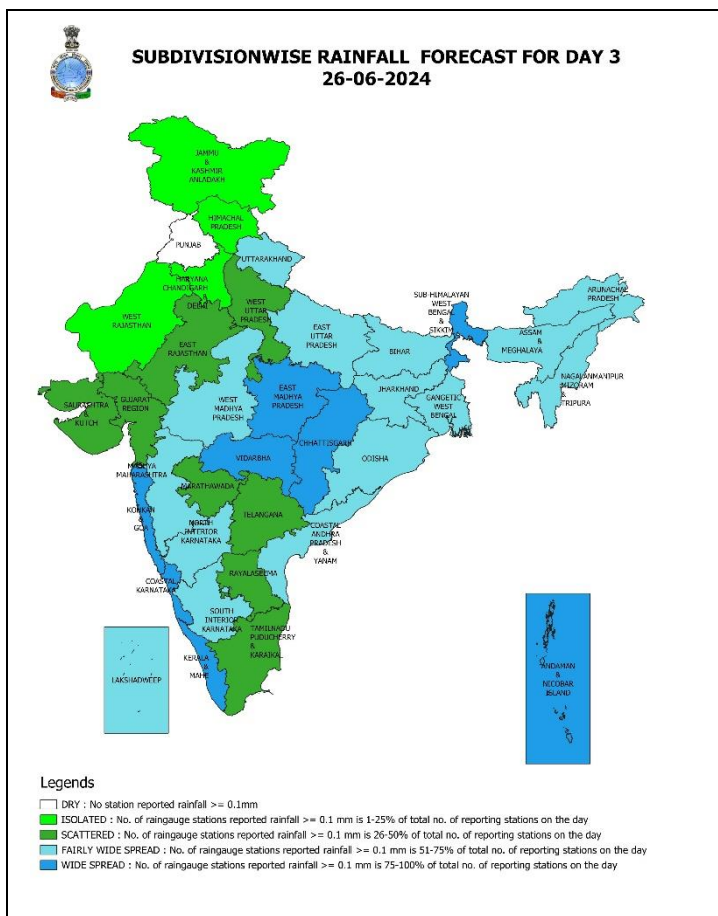 SUBDIVISIONWISE RAINFALL FORECAST FOR DAY 3
26-06-2024
JAMMU
&
KASHMIR
ANLADAKH
HIMACHAL
PRADESH
PUNJAB
UTTARAKHAND
HARYANA
CHANDIGARH &
DELHI
WEST
UTTAR
PRADESH
WEST
RAJASTHAN
EAST
RAJASTHAN
EAST
UTTAR
PRADESH
SUB-HIMALAYAN
WEST
BENGAL
&
SIKKIM
ARUNACHAL
PRADESH
ASSAM
&
MEGHALAYA
NAGALANMANIPUR
MIZORAM
&
TRIPURA
BIHAR
JHARKHAND
GANGETIC
WEST
BENGAL
SAURASHTRA
&
KUTCH
GUJARAT
REGION
WEST
MADHYA
PRADESH
EAST
MADHYA
PRADESH
CHHATTISGARH
ODISHA
VIDARBHA
MADHYA
MAHARASHTRA
MARATHAWADA
KONKAN
&
GOA
TELANGANA
NORTH
INTERIOR
KARNATAKA
COASTAL
ANDHRA
PRADESH
&
YANAM
RAYALASEEMA
COASTAL
KARNATAKA
SOUTH
INTERIOR
KARNATAKA
TAMILNADU
PUDUCHERRY
&
KARAIKAL
KERALA
&
MAHE
LAKSHADWEEP
ANDAMAN
&
NICOBAR
ISLAND
Legends
DRY : No station reported rainfall >= 0.1mm
ISOLATED : No. of raingauge stations reported rainfall >= 0.1 mm is 1-25% of total no. of reporting stations on the day
SCATTERED : No. of raingauge stations reported rainfall >= 0.1 mm is 26-50% of total no. of reporting stations on the day
FAIRLY WIDE SPREAD : No. of raingauge stations reported rainfall >= 0.1 mm is 51-75% of total no. of reporting stations on the day
WIDE SPREAD : No. of raingauge stations reported rainfall >= 0.1 mm is 75-100% of total no. of reporting stations on the day